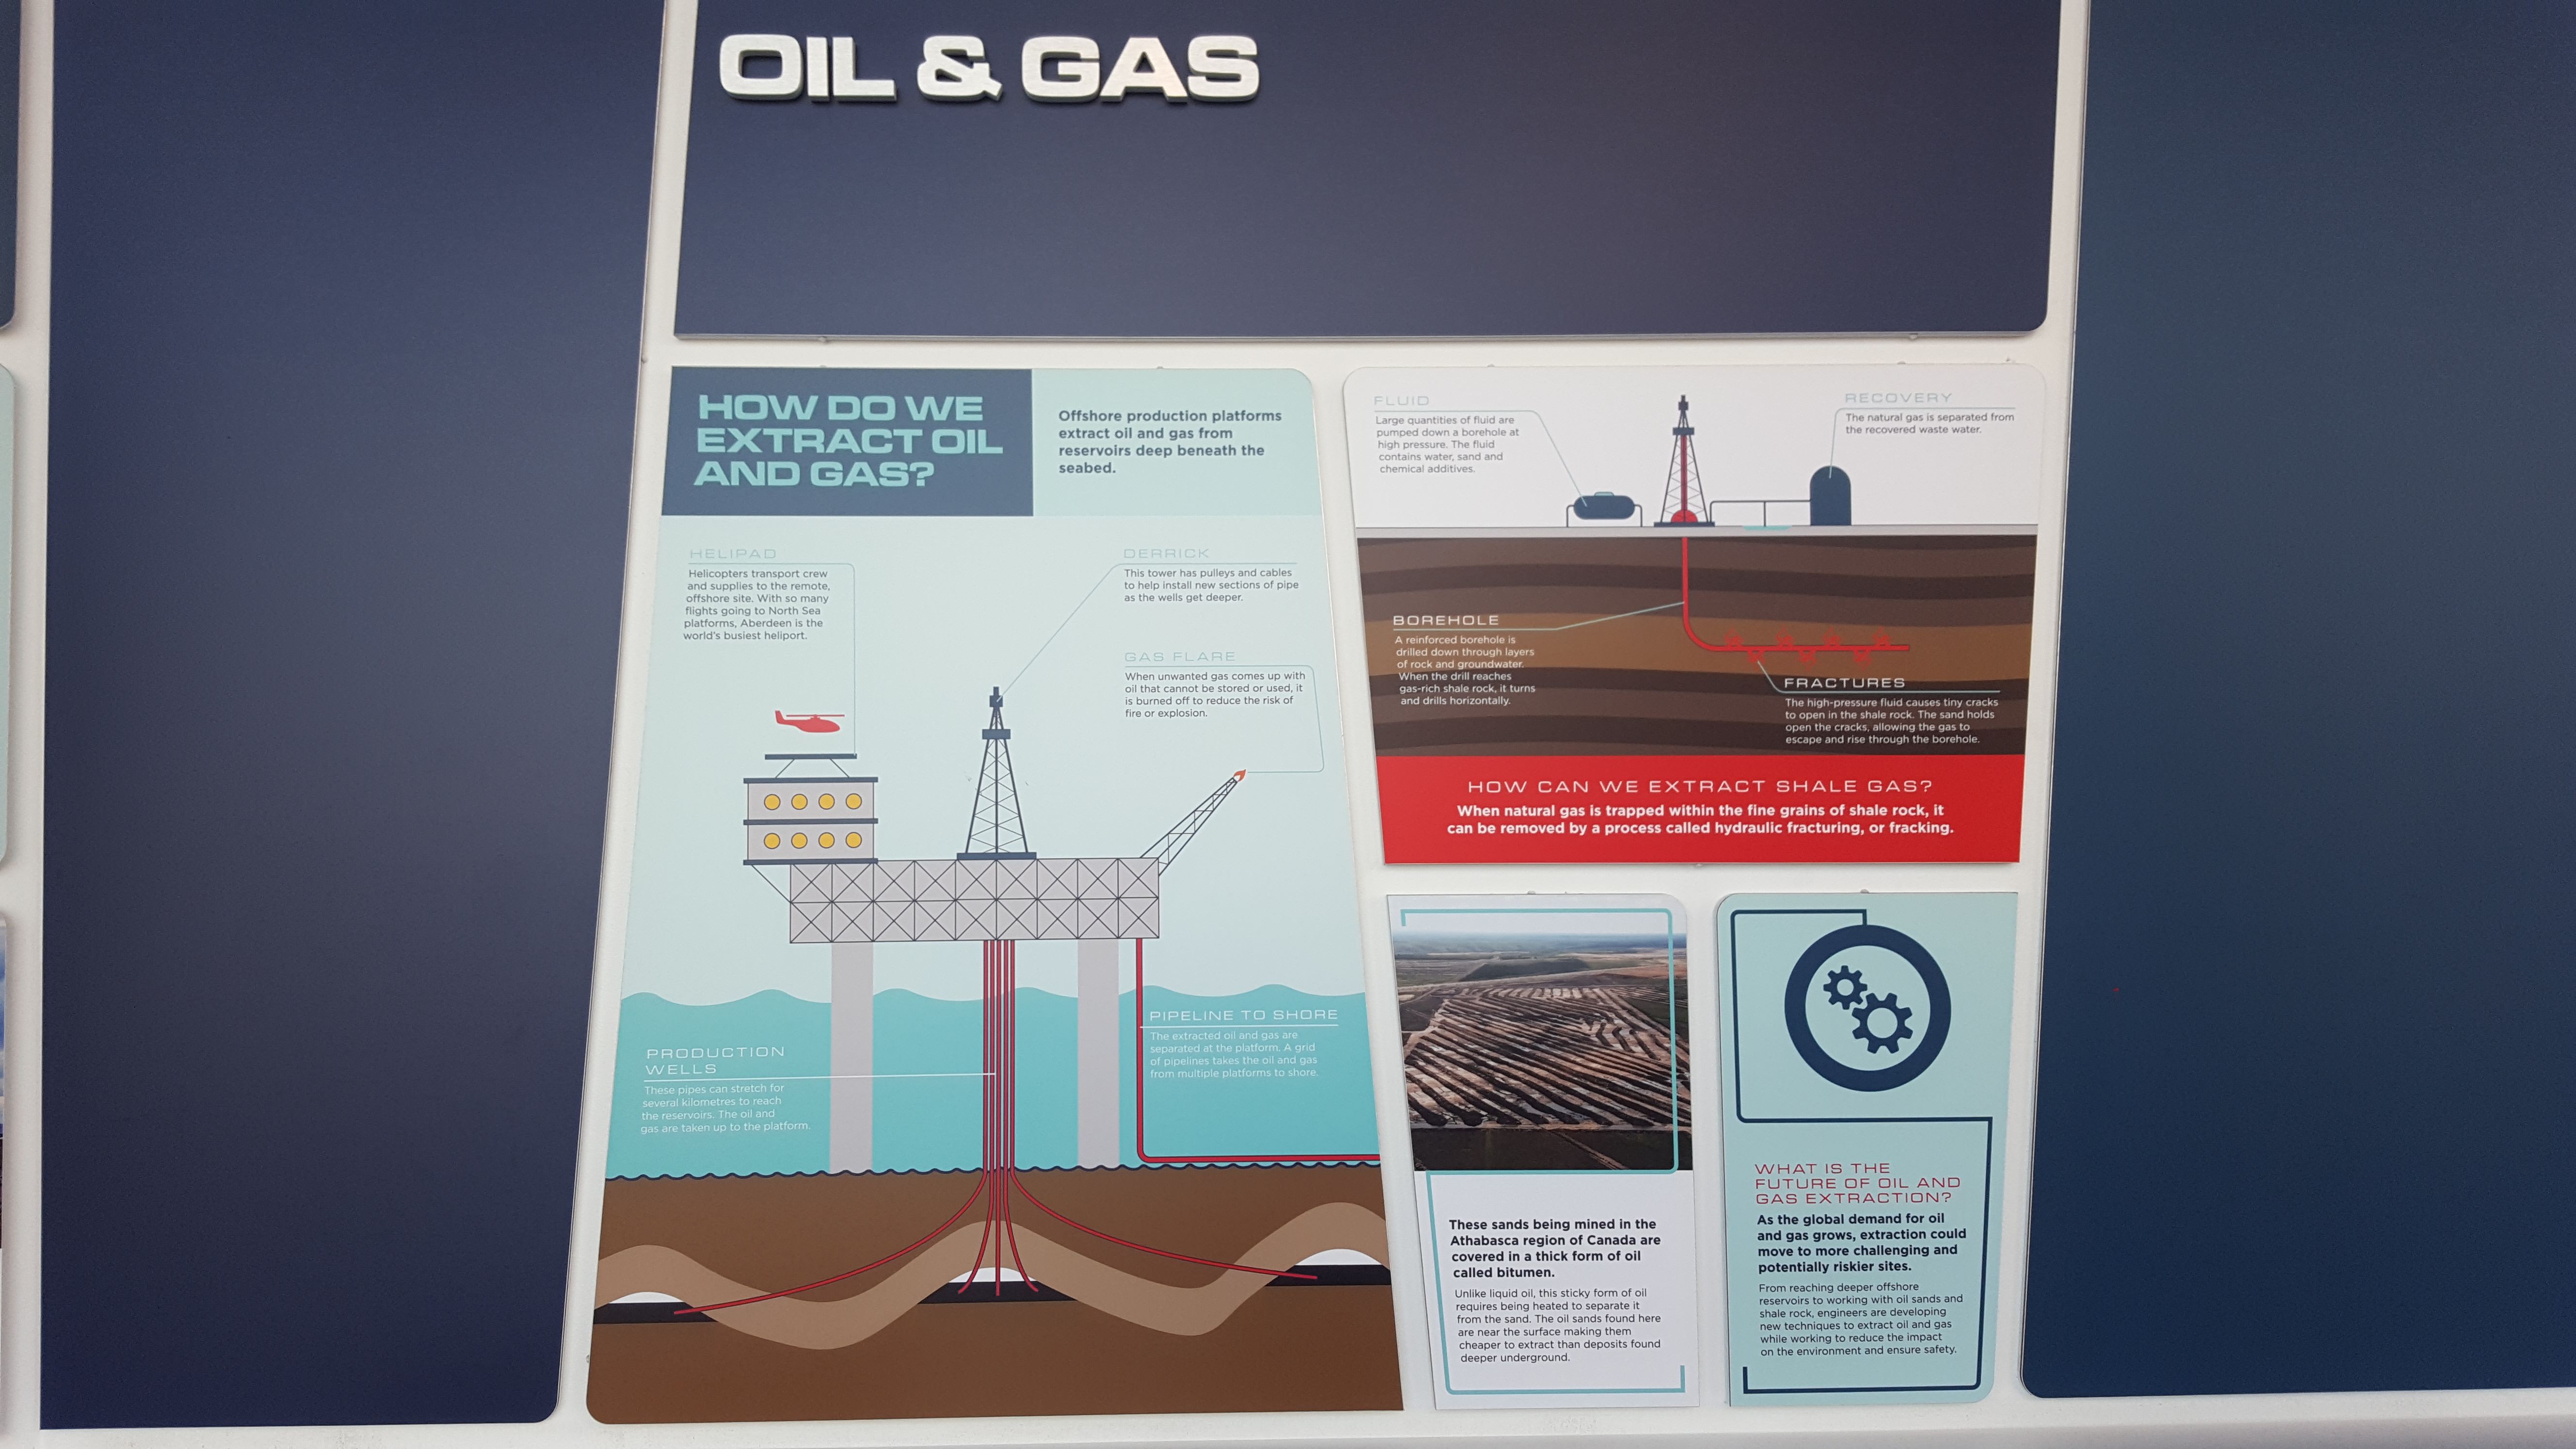 OIL & GAS
HOW DO WE
EXTRACT OIL
AND GAS?
Offshore production platforms
extract oil and gas from
reservoirs deep beneath the
seabed.
HELIPAD
Helicopters transport crew
and supplies to the remote,
offshore site. With so many
flights going to North Sea
platforms, Aberdeen is the
world's busiest heliport.
DERRICK
This tower has pulleys and cables
to help install new sections of pipe
as the wells get deeper.
GAS FLARE
When unwanted gas comes up with
oil that cannot be stored or used, it
is burned off to reduce the risk of
fire or explosion.
PRODUCTION
WELLS
These pipes can stretch for
several kilometres to reach
the reservoirs. The oil and
gas are taken up to the platform.
PIPELINE TO SHORE
The extracted oil and gas are
separated at the platform. A grid
of pipelines takes the oil and gas
from multiple platforms to shore.
FLUID
Large quantities of fluid are
pumped down a borehole at
high pressure. The fluid
contains water, sand and
chemical additives.
RECOVERY
The natural gas is separated from
the recovered waste water.
BOREHOLE
A reinforced borehole is
drilled down through layers
of rock and groundwater.
When the drill reaches
gas-rich shale rock, it turns
and drills horizontally.
FRACTURES
The high-pressure fluid causes tiny cracks
to open in the shale rock. The sand holds
open the cracks, allowing the gas to
escape and rise through the borehole.
HOW CAN WE EXTRACT SHALE GAS?
When natural gas is trapped within the fine grains of shale rock, it
can be removed by a process called hydraulic fracturing, or fracking.
These sands being mined in the
Athabasca region of Canada are
covered in a thick form of oil
called bitumen.
Unlike liquid oil, this sticky form of oil
requires being heated to separate it
from the sand. The oil sands found here
are near the surface making them
cheaper to extract than deposits found
deeper underground.
WHAT IS THE
FUTURE OF OIL AND
GAS EXTRACTION?
As the global demand for oil
and gas grows, extraction could
move to more challenging and
potentially riskier sites.
From reaching deeper offshore
reservoirs to working with oil sands and
shale rock, engineers are developing
new techniques to extract oil and gas
while working to reduce the impact
on the environment and ensure safety.